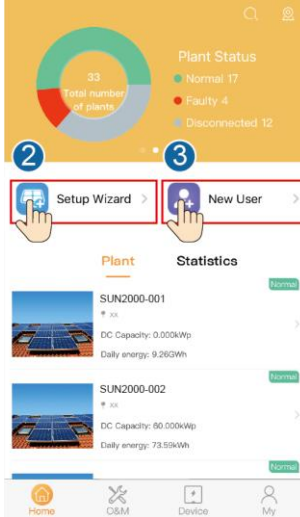 33
Total number
of plants
Plant Status
Normal 17
Faulty 4
Disconnected 12
2
3
Setup Wizard
New User
Plant
Statistics
Normal
SUN2000-001
xx
DC Capacity: 0.000kWp
Daily energy: 9.26GWh
Normal
SUN2000-002
xx
DC Capacity: 60.000kWp
Daily energy: 73.59kWh
Normal
Home
O&M
Device
My